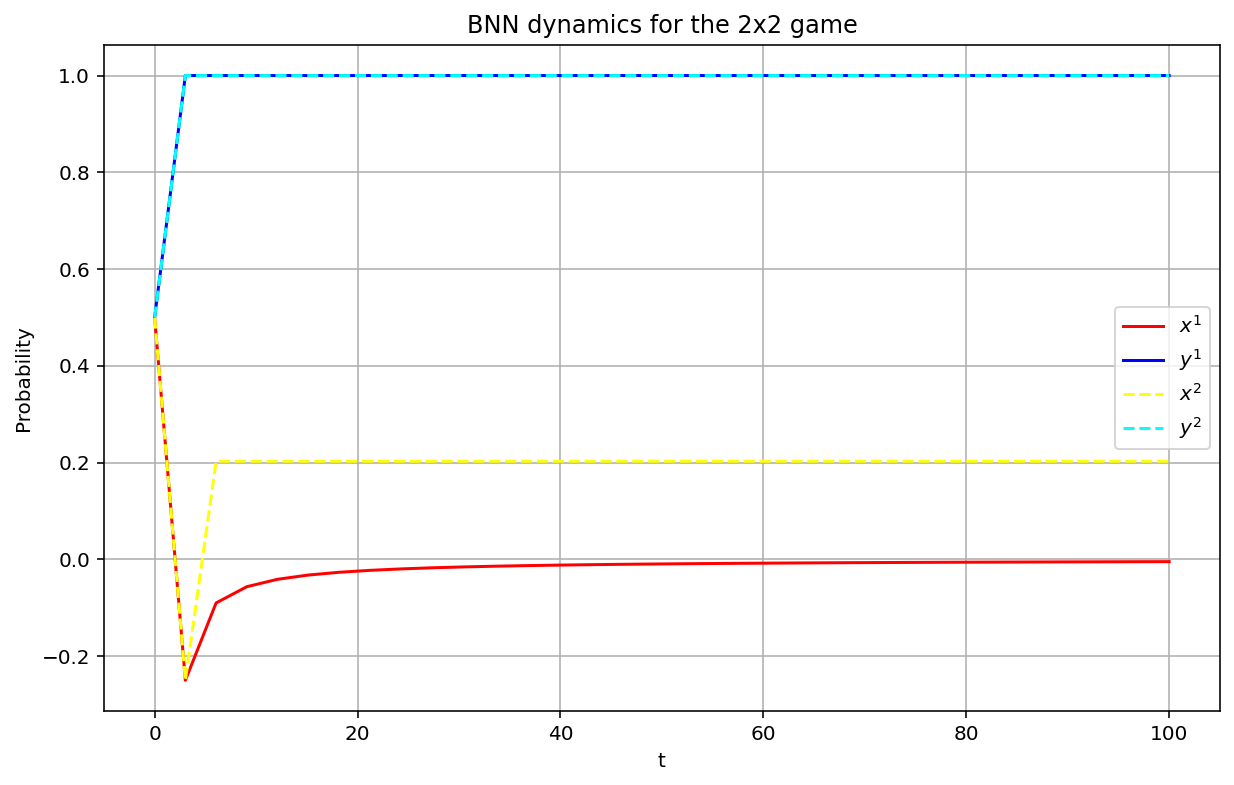 BNN dynamics for the 2x2 game
Probability
1.0
0.8
0.6
0.4
0.2
0.0
−0.2
x¹
y¹
x²
y²
0 20 40 60 80 100
t